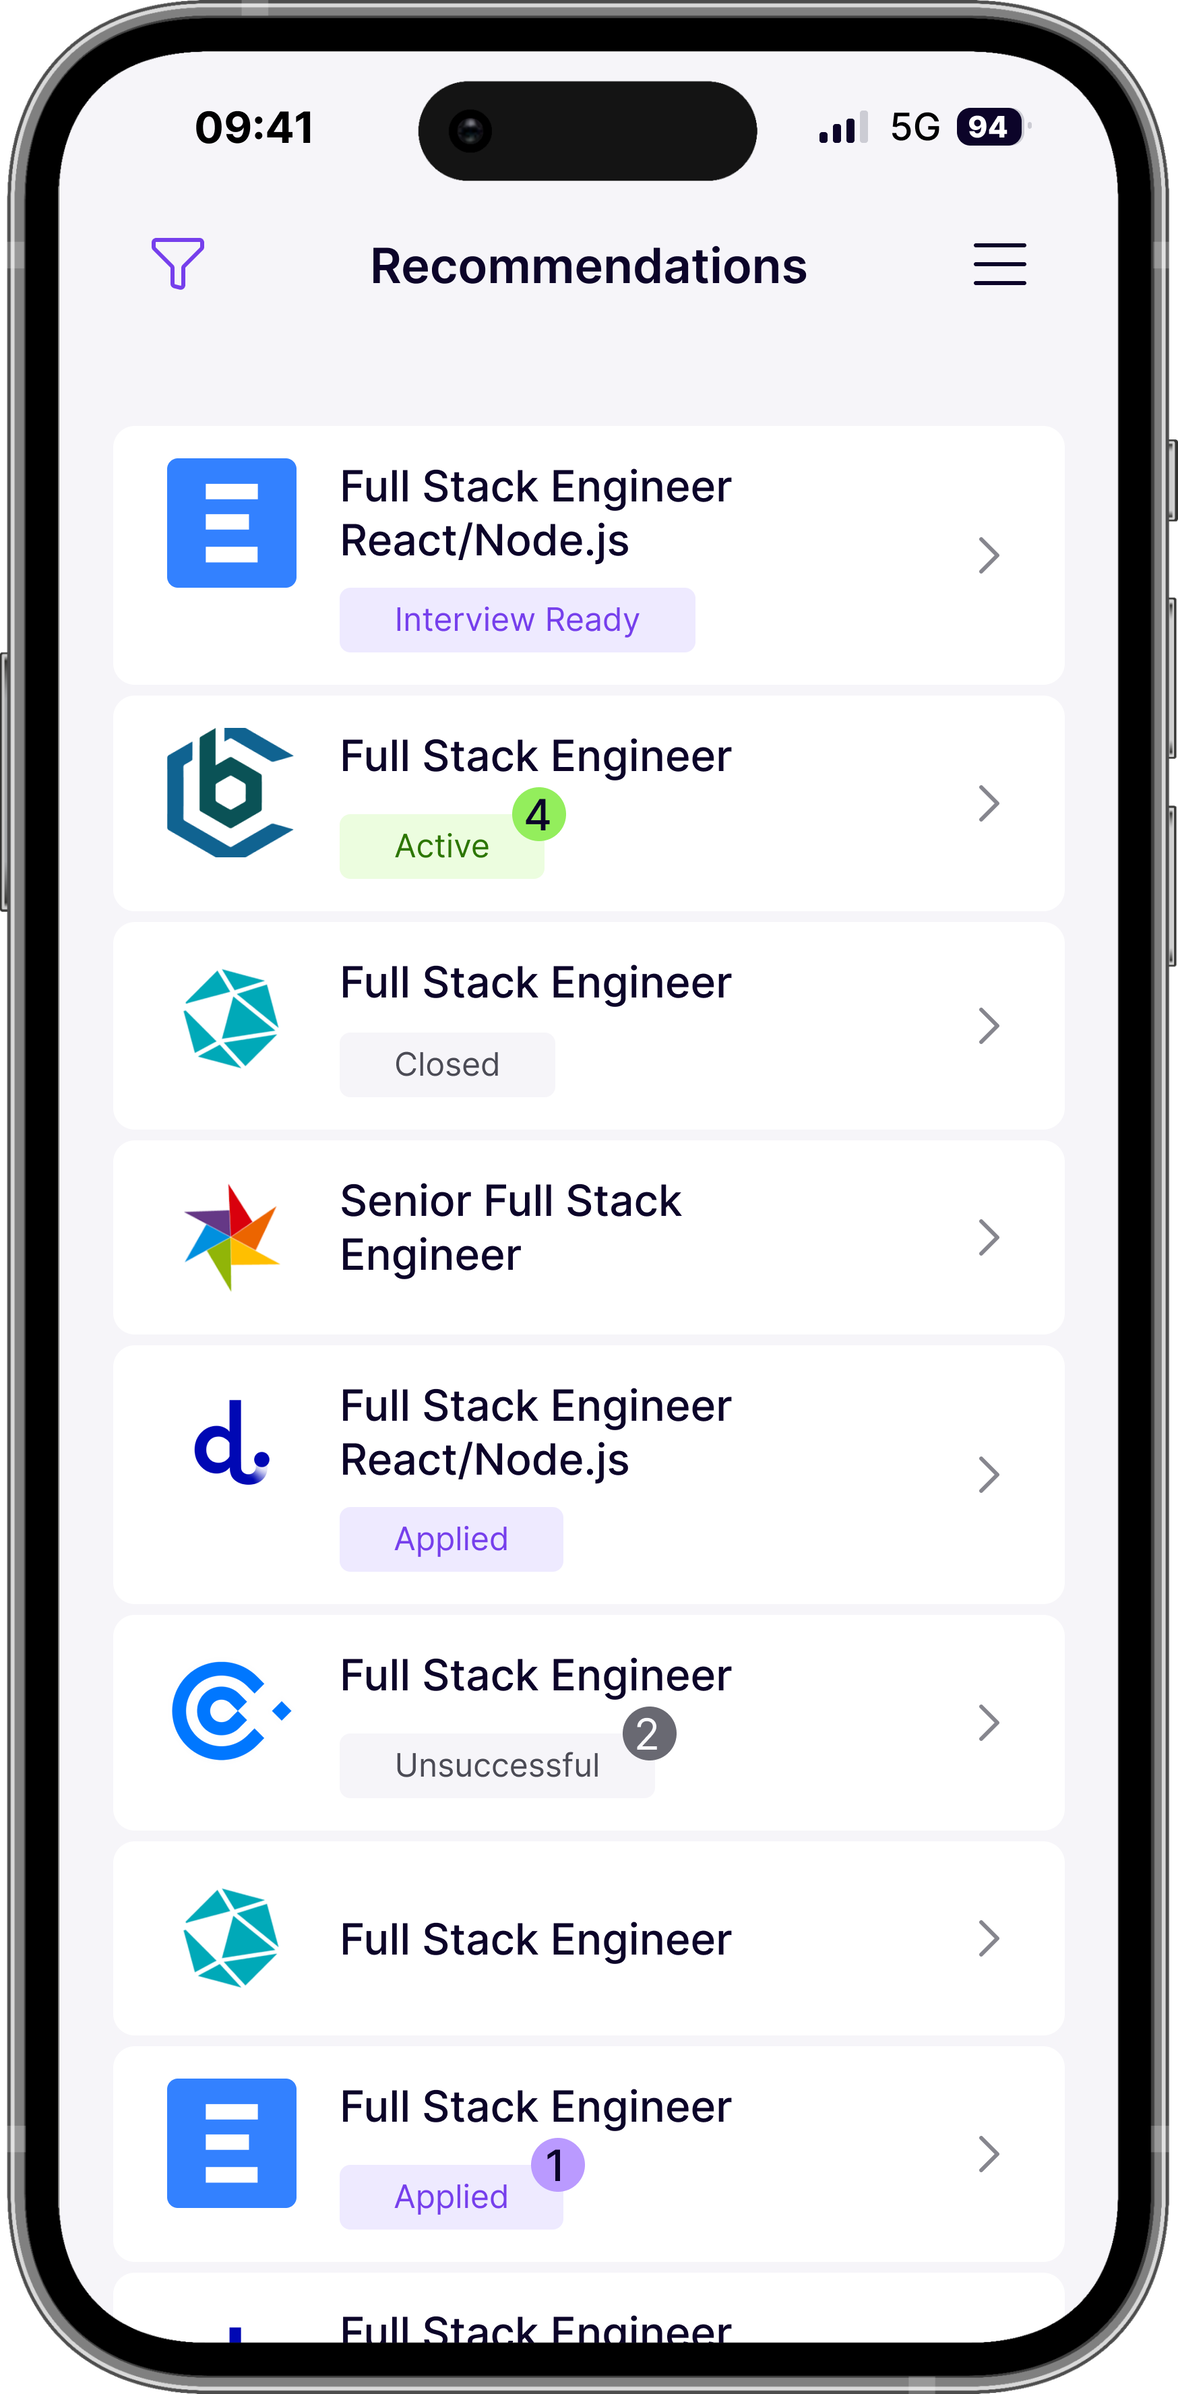 09:41
5G 94
Recommendations
Full Stack Engineer
React/Node.js
Interview Ready
Full Stack Engineer
4
Active
Full Stack Engineer
Closed
Senior Full Stack
Engineer
Full Stack Engineer
React/Node.js
Applied
Full Stack Engineer
2
Unsuccessful
Full Stack Engineer
Full Stack Engineer
1
Applied
Full Stack Engineer